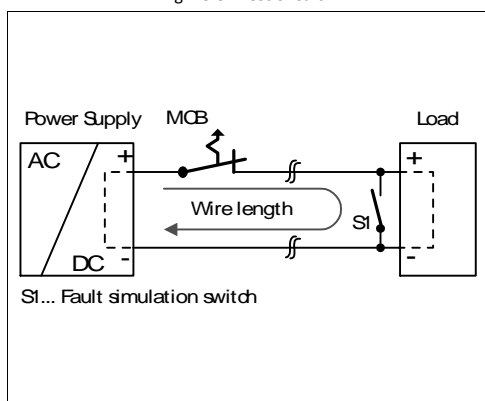 Power Supply MCB Load
AC + +
Wire length
S1
DC - -
S1... Fault simulation switch